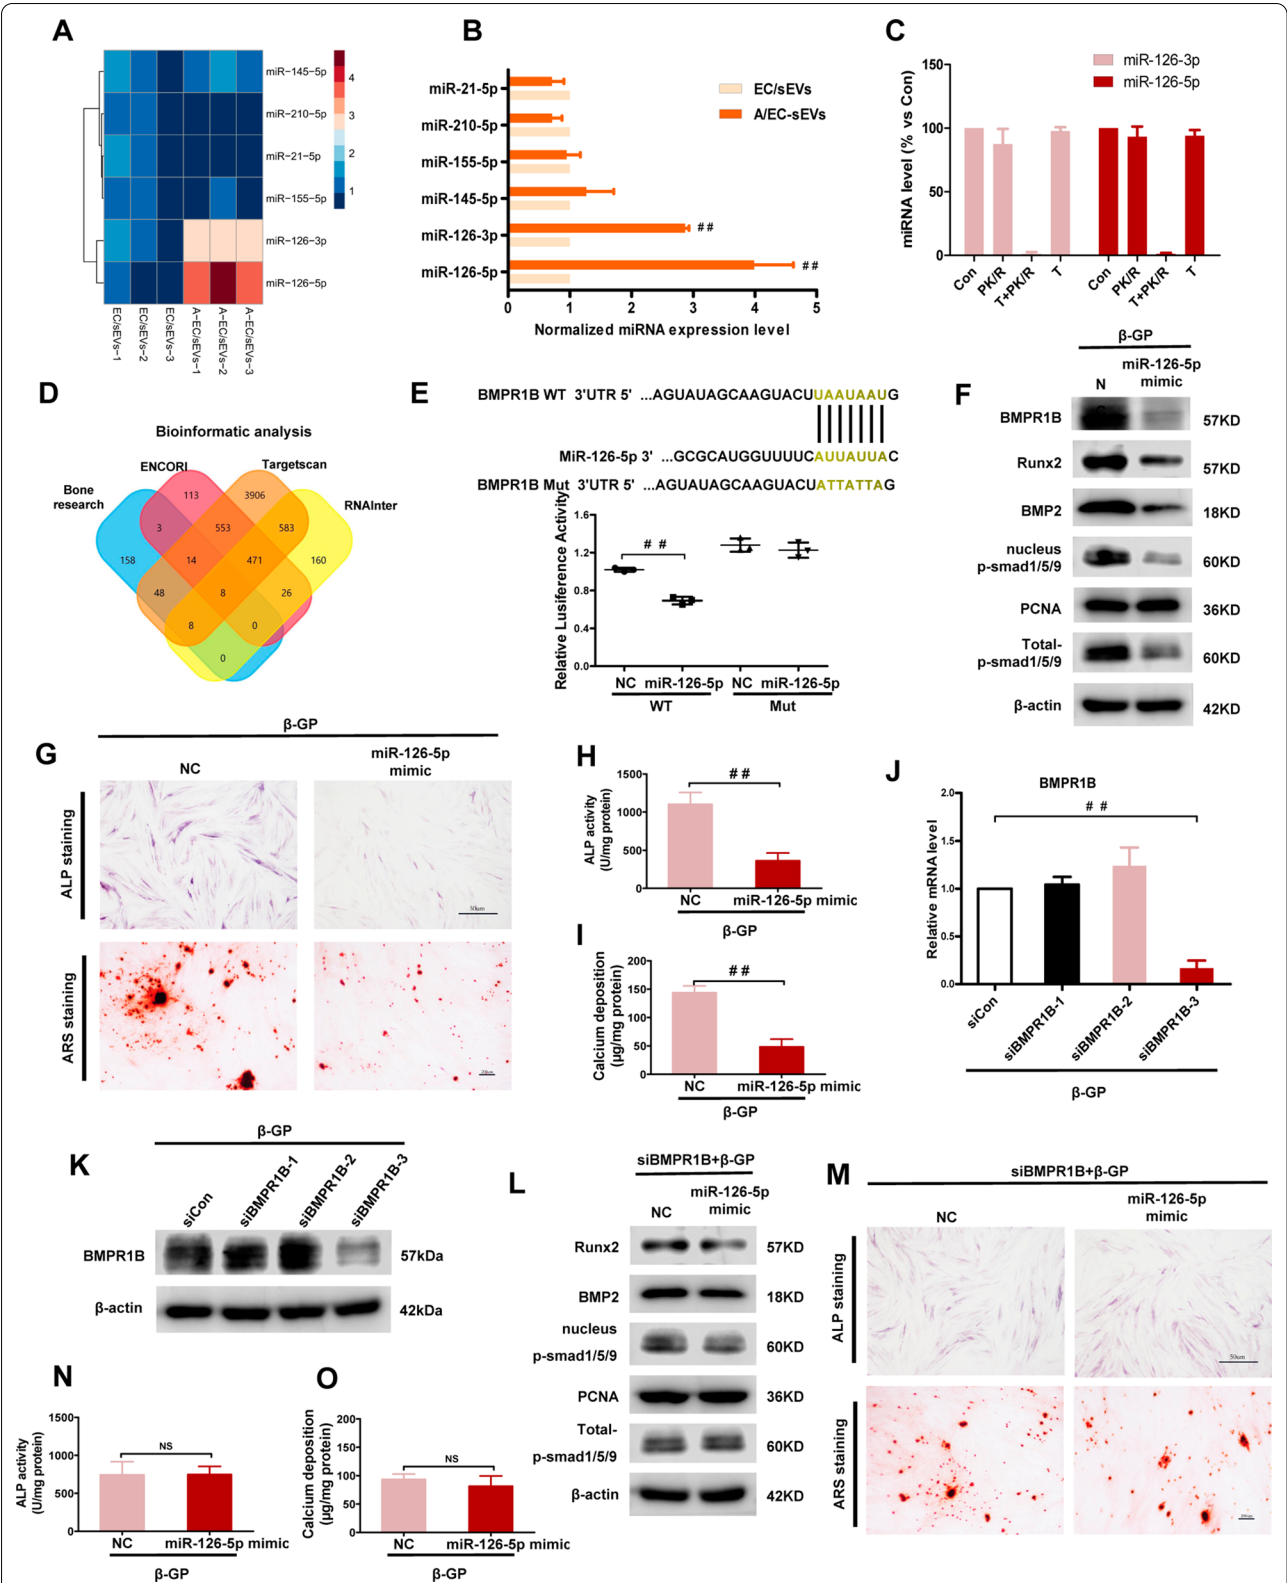 A
miR-145-5p
miR-210-5p
miR-21-5p
miR-155-5p
miR-126-3p
miR-126-5p
4
3
2
1
EC/sEVs-1
EC/sEVs-2
EC/sEVs-3
A-EC/sEVs-1
A-EC/sEVs-2
A-EC/sEVs-3
B
miR-21-5p
miR-210-5p
miR-155-5p
miR-145-5p
miR-126-3p
miR-126-5p
EC/sEVs
A/EC-sEVs
##
##
0 1 2 3 4 5
Normalized miRNA expression level
C
miR-126-3p
miR-126-5p
miRNA level (% vs Con)
150
100
50
0
Con PK/R T+PK/R T Con PK/R T+PK/R T
D
Bioinformatic analysis
Bone research
ENCORI
Targetscan
RNAInter
113 3906
3 553 583
158 14 471 160
48 8 26
8 0
0
E
BMPR1B WT 3'UTR 5' ...AGUAUAGCAAGUACUUAAUAAUG
MiR-126-5p 3' ...GCGCAUGGUUUUCAUUAUUAC
BMPR1B Mut 3'UTR 5' ...AGUAUAGCAAGUACUATTATTAG
Relative Lusiference Activity
1.6
1.2
0.8
0.4
0.0
# #
NC miR-126-5p NC miR-126-5p
WT Mut
F
β-GP
N
C
miR-126-5p
mimic
BMPR1B 57KD
Runx2 57KD
BMP2 18KD
nucleus
p-smad1/5/9 60KD
PCNA 36KD
Total-
p-smad1/5/9 60KD
β-actin 42KD
G
β-GP
NC
miR-126-5p
mimic
ALP staining
50um
ARS staining
H
ALP activity
(U/mg protein)
1500
1000
500
0
##
NC miR-126-5p mimic
β-GP
I
Calcium deposition
(μg/mg protein)
200
150
100
50
0
##
NC miR-126-5p mimic
β-GP
J
BMPR1B
Relative mRNA level
2.0
1.5
1.0
0.5
0.0
# #
siCon siBMPR1B-1 siBMPR1B-2 siBMPR1B-3
β-GP
K
β-GP
siCon siBMPR1B-1 siBMPR1B-2 siBMPR1B-3
BMPR1B 57kDa
β-actin 42kDa
L
siBMPR1B+β-GP
NC
miR-126-5p
mimic
Runx2 57KD
BMP2 18KD
nucleus
p-smad1/5/9 60KD
PCNA 36KD
Total-
p-smad1/5/9 60KD
β-actin 42KD
M
siBMPR1B+β-GP
NC
miR-126-5p
mimic
ALP staining
50um
ARS staining
N
ALP activity
(U/mg protein)
1500
1000
500
0
NS
NC miR-126-5p mimic
β-GP
O
Calcium deposition
(μg/mg protein)
200
150
100
50
0
NS
NC miR-126-5p mimic
β-GP